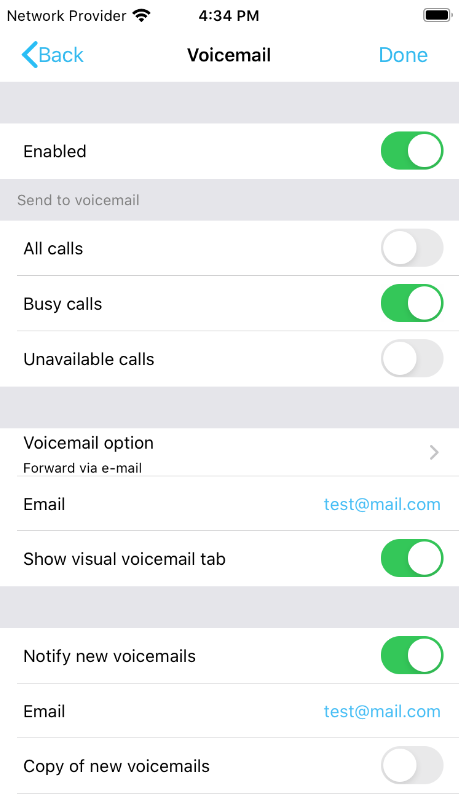 Network Provider 4:34 PM
Back Voicemail Done
Enabled
Send to voicemail
All calls
Busy calls
Unavailable calls
Voicemail option
Forward via e-mail
Email test@mail.com
Show visual voicemail tab
Notify new voicemails
Email test@mail.com
Copy of new voicemails